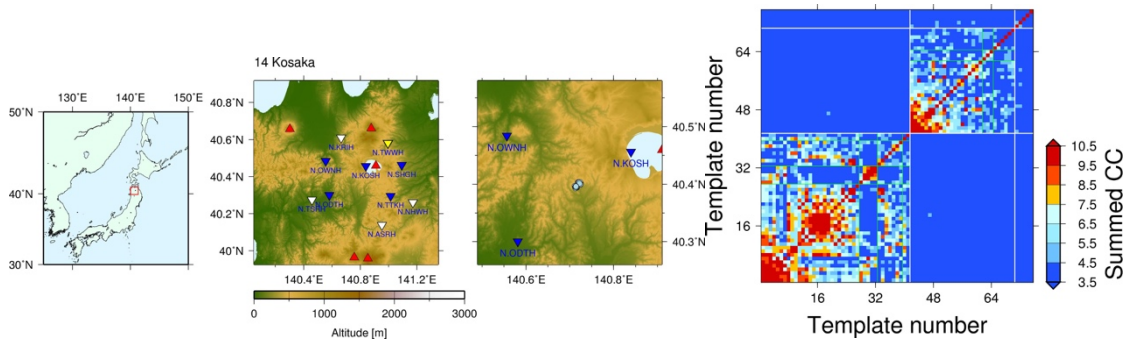 14 Kosaka
130°E 140°E 150°E
50°N
40°N
30°N
40.8°N
40.6°N
40.4°N
40.2°N
40°N
N.KRIH
N.TWWH
N.OWNH
N.KOSH
N.SHGH
N.ODTH
N.TTKH
N.NHWH
N.ASRH
140.4°E 140.8°E 141.2°E
0 1000 2000 3000
Altitude [m]
N.OWNH
N.KOSH
N.ODTH
40.5°N
40.4°N
40.3°N
140.6°E 140.8°E
Template number
64
48
32
16
16 32 48 64
Template number
10.5
9.5
8.5
7.5
6.5
5.5
4.5
3.5
Summed CC